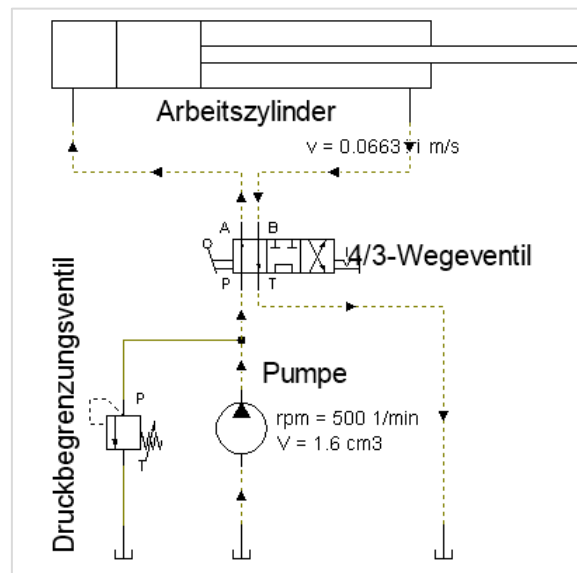 Arbeitszylinder
v = 0.0663 m/s
A B
4/3-Wegeventil
P T
Druckbegrenzungsventil
Pumpe
rpm = 500 1/min
V = 1.6 cm3
P
T